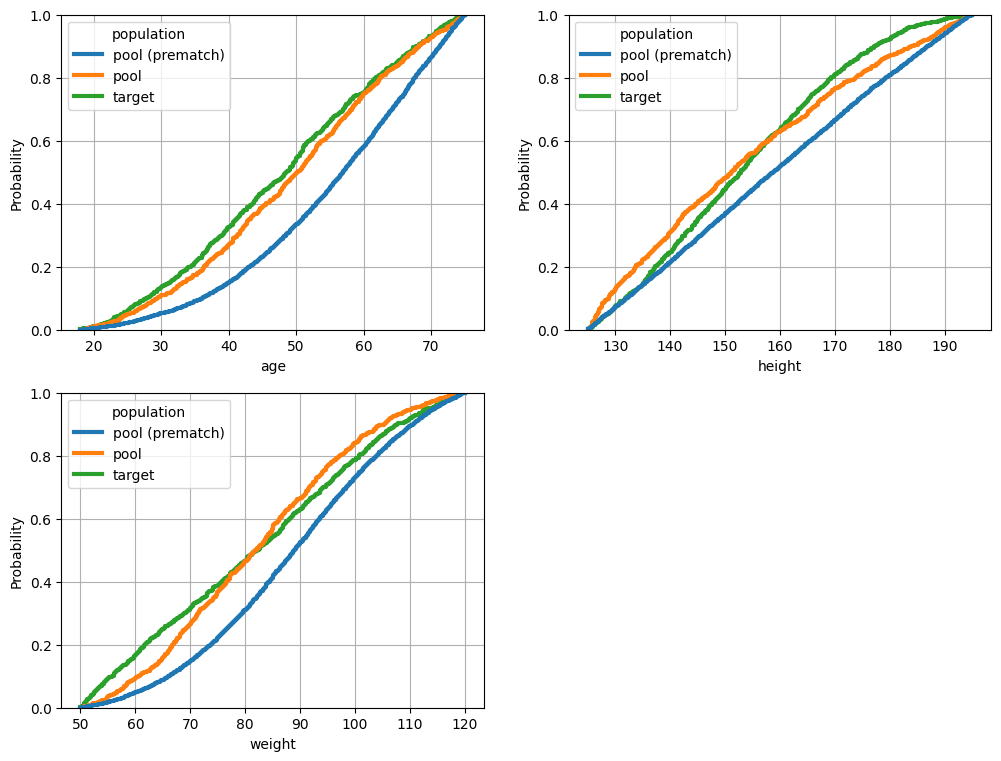 population
pool (prematch)
pool
target
Probability
1.0
0.8
0.6
0.4
0.2
0.0
20 30 40 50 60 70
age
population
pool (prematch)
pool
target
Probability
1.0
0.8
0.6
0.4
0.2
0.0
130 140 150 160 170 180 190
height
population
pool (prematch)
pool
target
Probability
1.0
0.8
0.6
0.4
0.2
0.0
50 60 70 80 90 100 110 120
weight